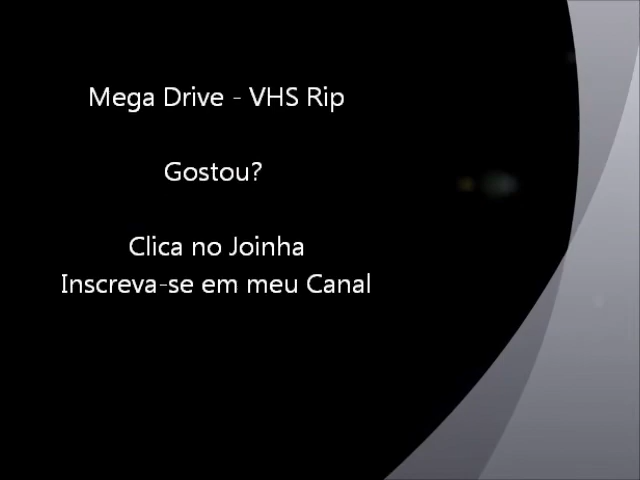 Mega Drive - VHS Rip
Gostou?
Clica no Joinha
Inscreva-se em meu Canal